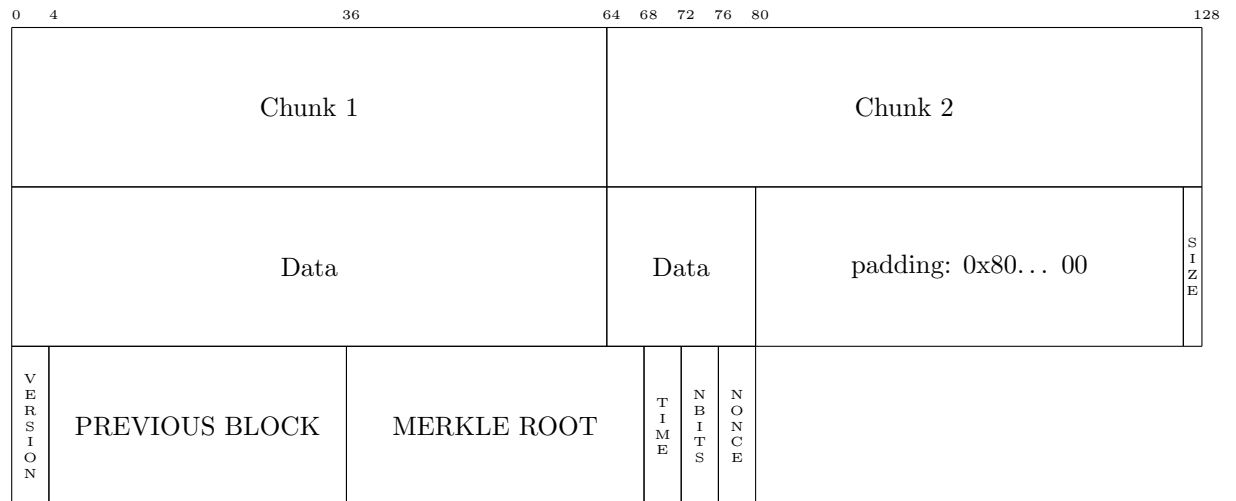 0 4 36 64 68 72 76 80 128
Chunk 1 Chunk 2
Data Data padding: 0x80... 00 SIZE
VERSION PREVIOUS BLOCK MERKLE ROOT TIME NBITS NONCE